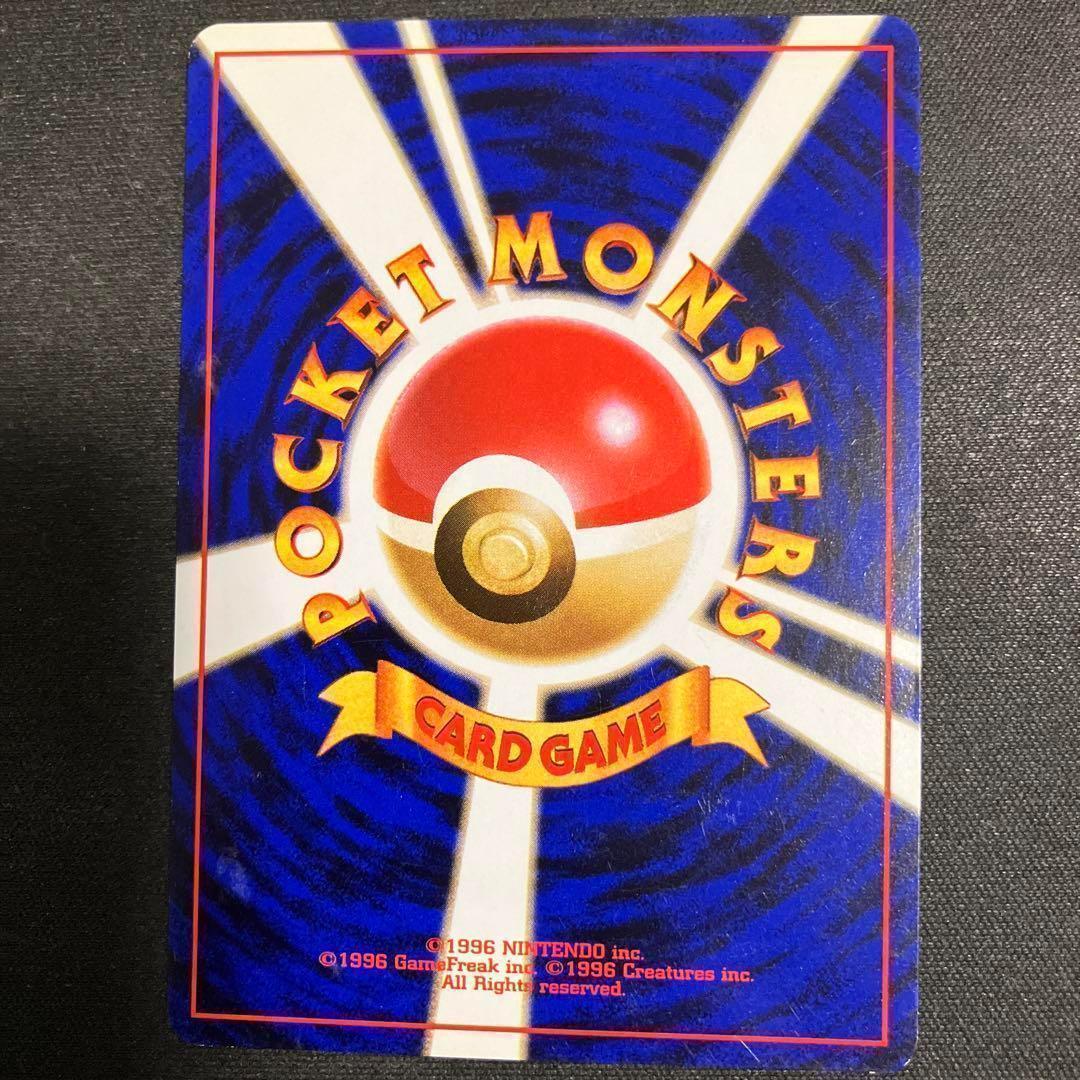 POCKET MONSTERS
CARD GAME
©1996 NINTENDO inc.
©1996 GameFreak inc. ©1996 Creatures inc.
All Rights reserved.